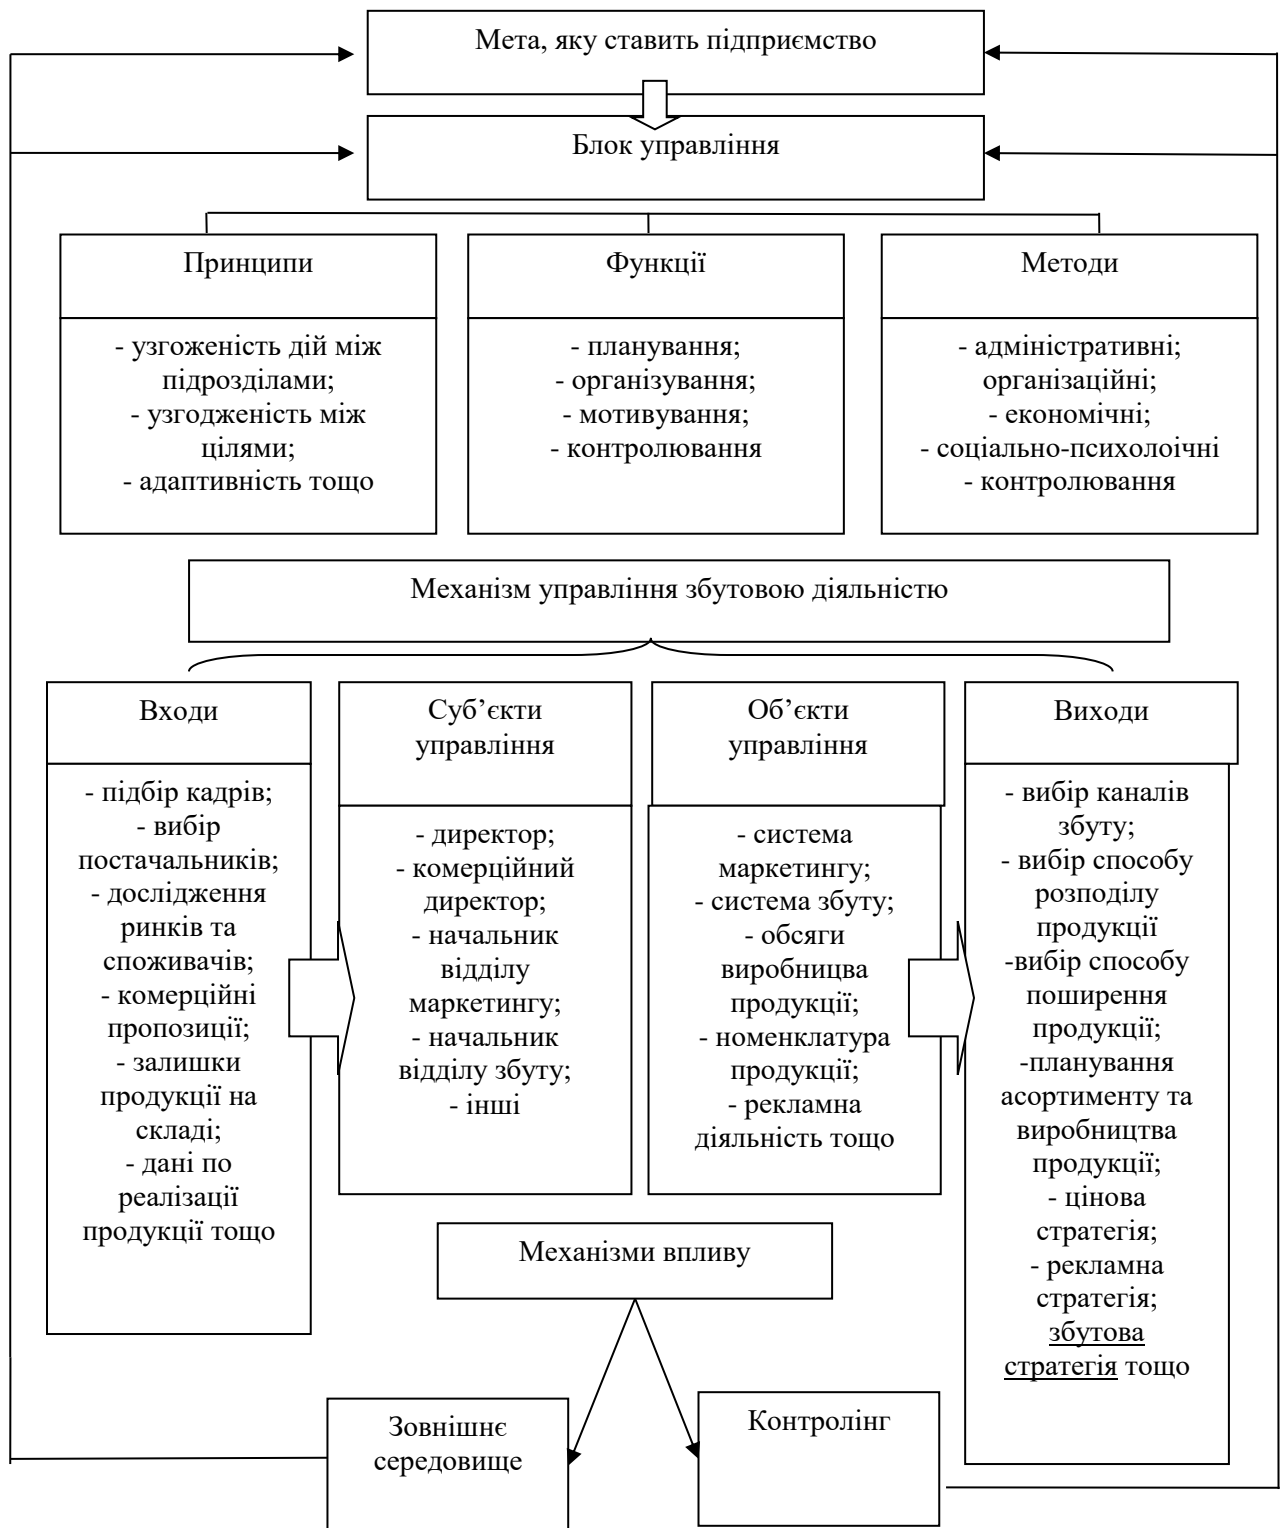 Мета, яку ставить підприємство
Блок управління
Принципи
- узгоженість дій між
підрозділами;
- узгодженість між
цілями;
- адаптивність тощо
Функції
- планування;
- організування;
- мотивування;
- контролювання
Методи
- адміністративні;
організаційні;
- економічні;
- соціально-психолоічні
- контролювання
Механізм управління збутовою діяльністю
Входи
- підбір кадрів;
- вибір
постачальників;
- дослідження
ринків та
споживачів;
- комерційні
пропозиції;
- залишки
продукції на
складі;
- дані по
реалізації
продукції тощо
Суб’єкти
управління
- директор;
- комерційний
директор;
- начальник
відділу
маркетингу;
- начальник
відділу збуту;
- інші
Об’єкти
управління
- система
маркетингу;
- система збуту;
- обсяги
виробницва
продукції;
- номенклатура
продукції;
- рекламна
діяльність тощо
Виходи
- вибір каналів
збуту;
- вибір способу
розподілу
продукції
-вибір способу
поширення
продукції;
-планування
асортименту та
виробництва
продукції;
- цінова
стратегія;
- рекламна
стратегія;
збутова
стратегія тощо
Механізми впливу
Зовнішнє
середовище
Контролінг